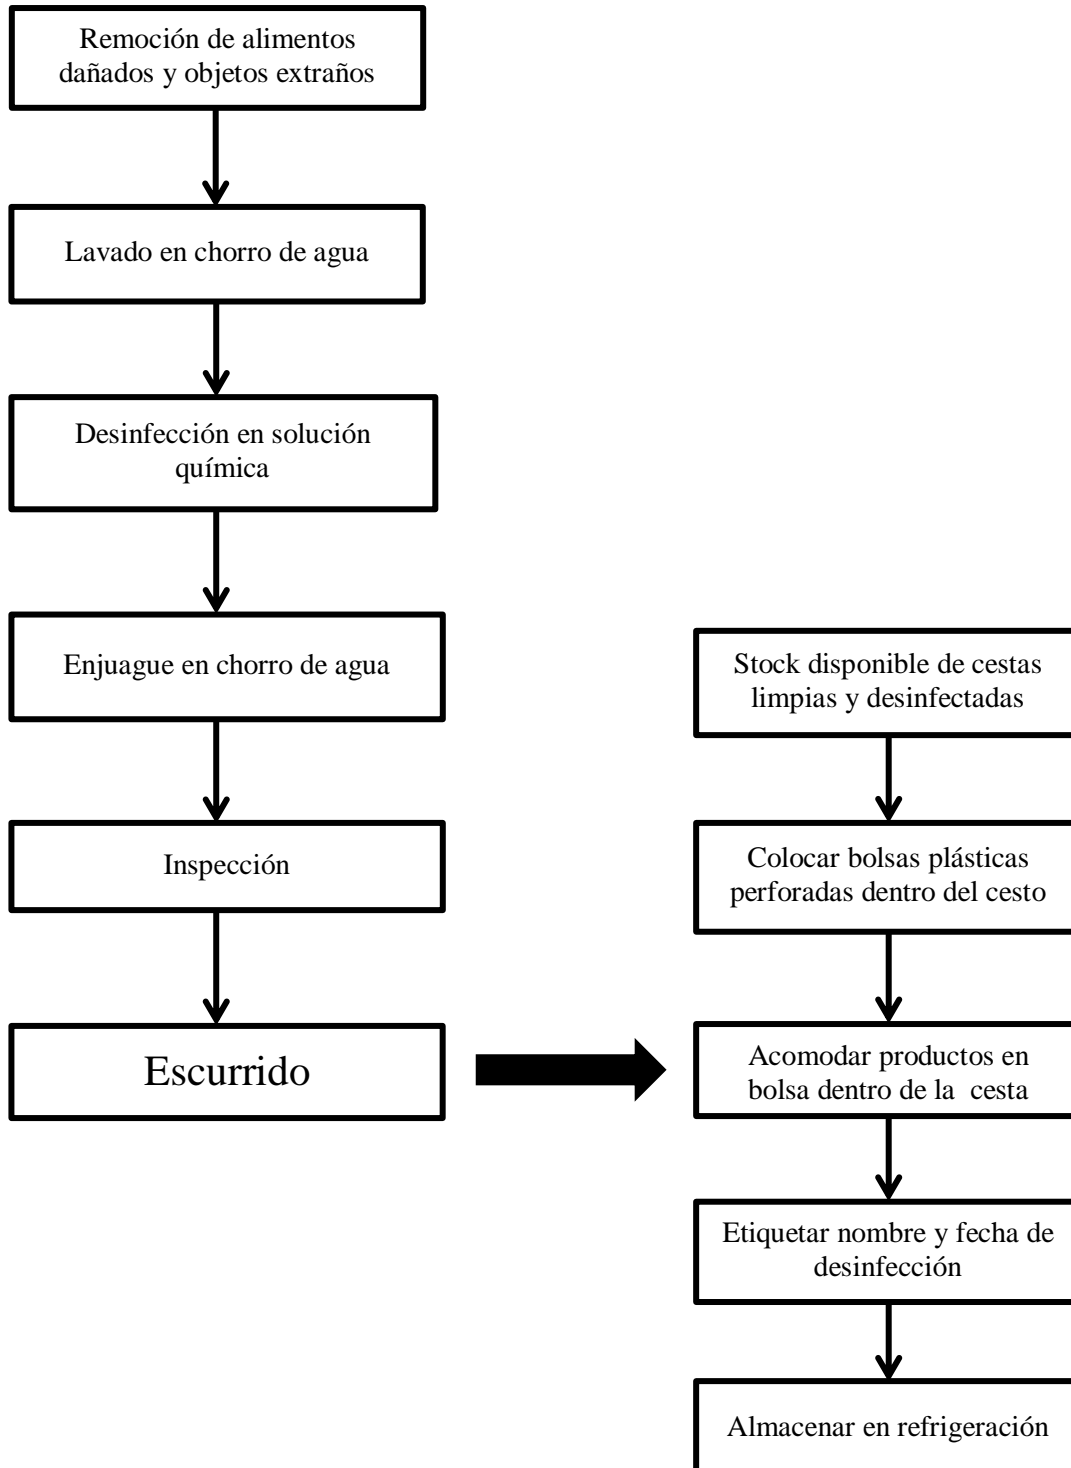 Remoción de alimentos
dañados y objetos extraños
Lavado en chorro de agua
Desinfección en solución
química
Enjuague en chorro de agua
Inspección
Escurrido
Stock disponible de cestas
limpias y desinfectadas
Colocar bolsas plásticas
perforadas dentro del cesto
Acomodar productos en
bolsa dentro de la cesta
Etiquetar nombre y fecha de
desinfección
Almacenar en refrigeración